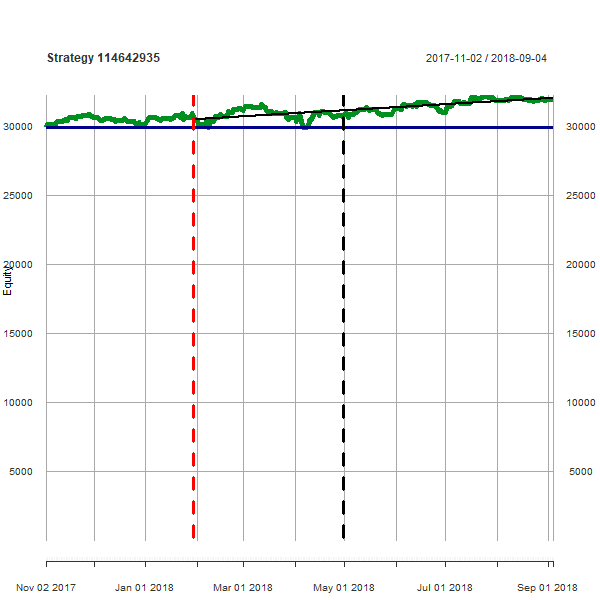 Strategy 114642935
2017-11-02 / 2018-09-04
30000
30000
25000
25000
20000
20000
Equity
15000
15000
10000
10000
5000
5000
Nov 02 2017
Jan 01 2018
Mar 01 2018
May 01 2018
Jul 01 2018
Sep 01 2018